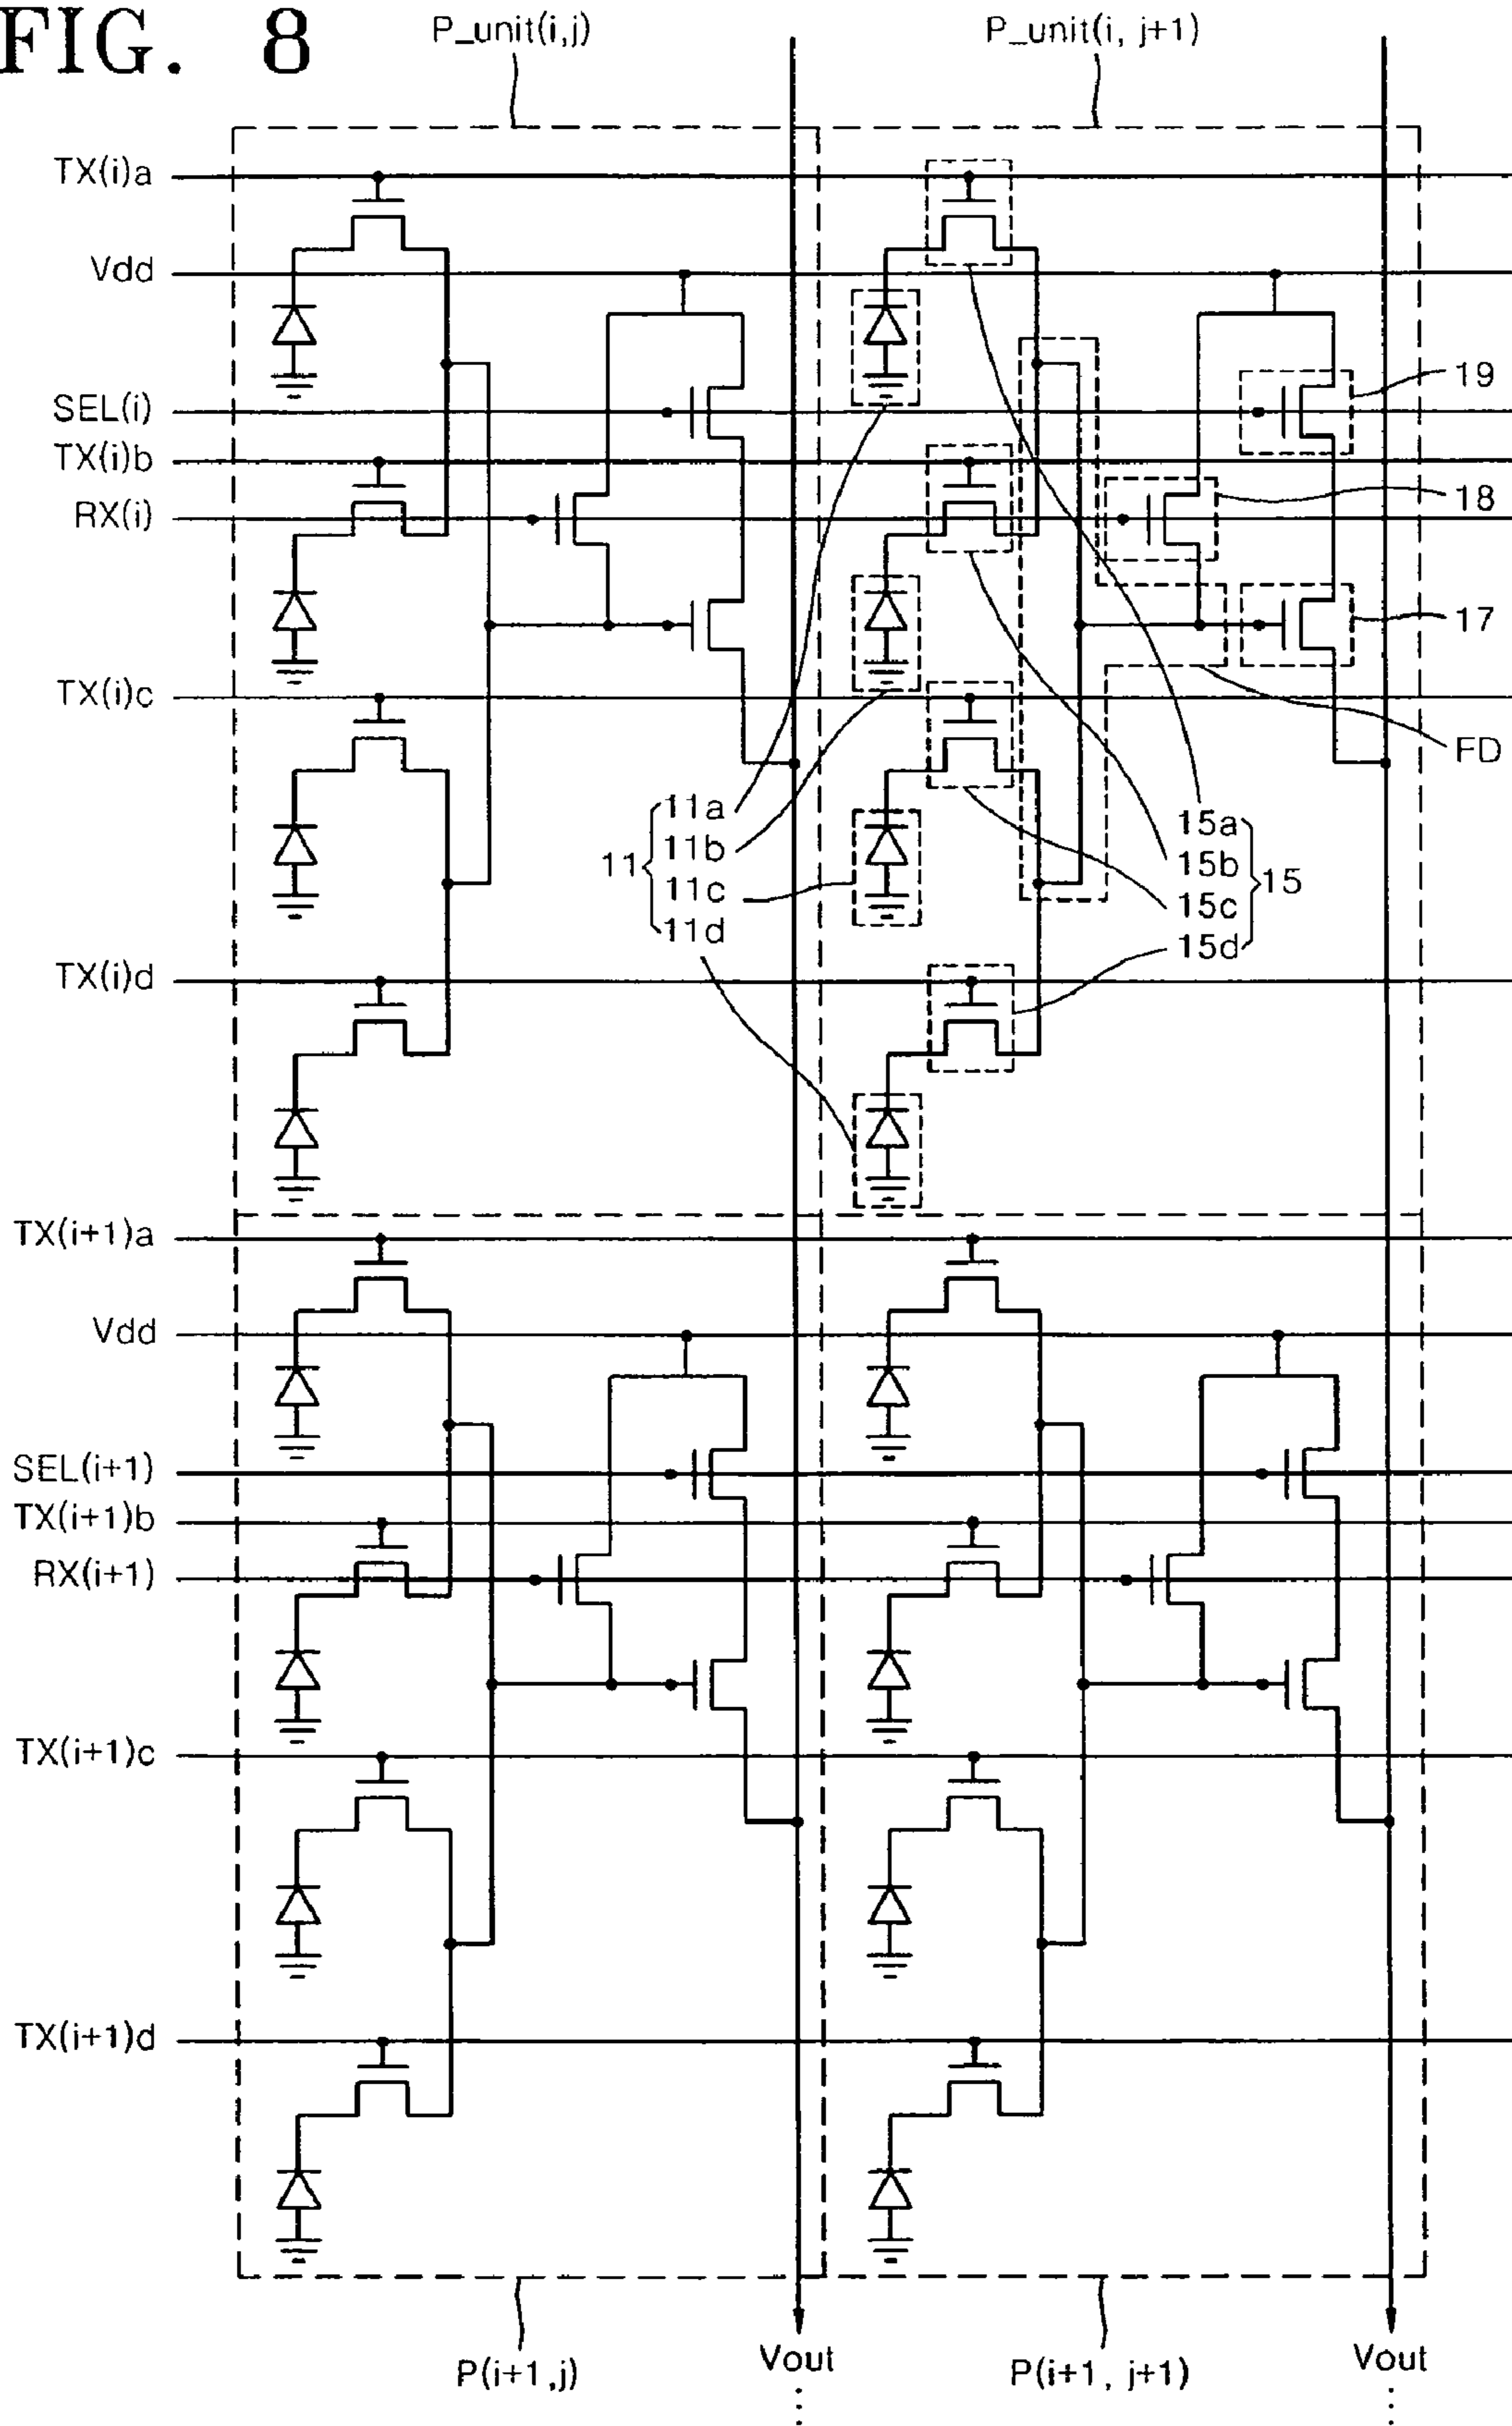 FIG. 8
P_unit(i,j)
P_unit(i, j+1)
TX(i)a
Vdd
SEL(i)
19
TX(i)b
18
RX(i)
17
TX(i)c
FD
11a
11b
11
11c
11d
15a
15b
15
15c
15d
TX(i)d
TX(i+1)a
Vdd
SEL(i+1)
TX(i+1)b
RX(i+1)
TX(i+1)c
TX(i+1)d
P(i+1,j)
Vout
P(i+1, j+1)
Vout